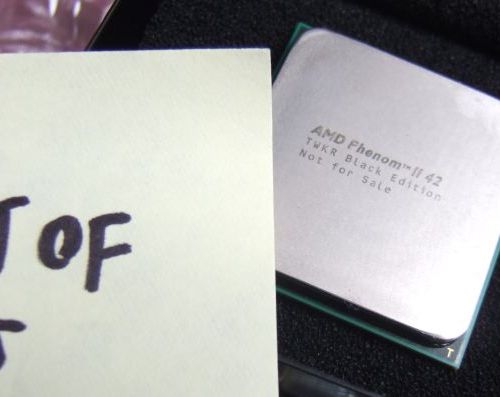 OF
AMD Phenom™ II 42
TWKR Black Edition
Not for Sale
T